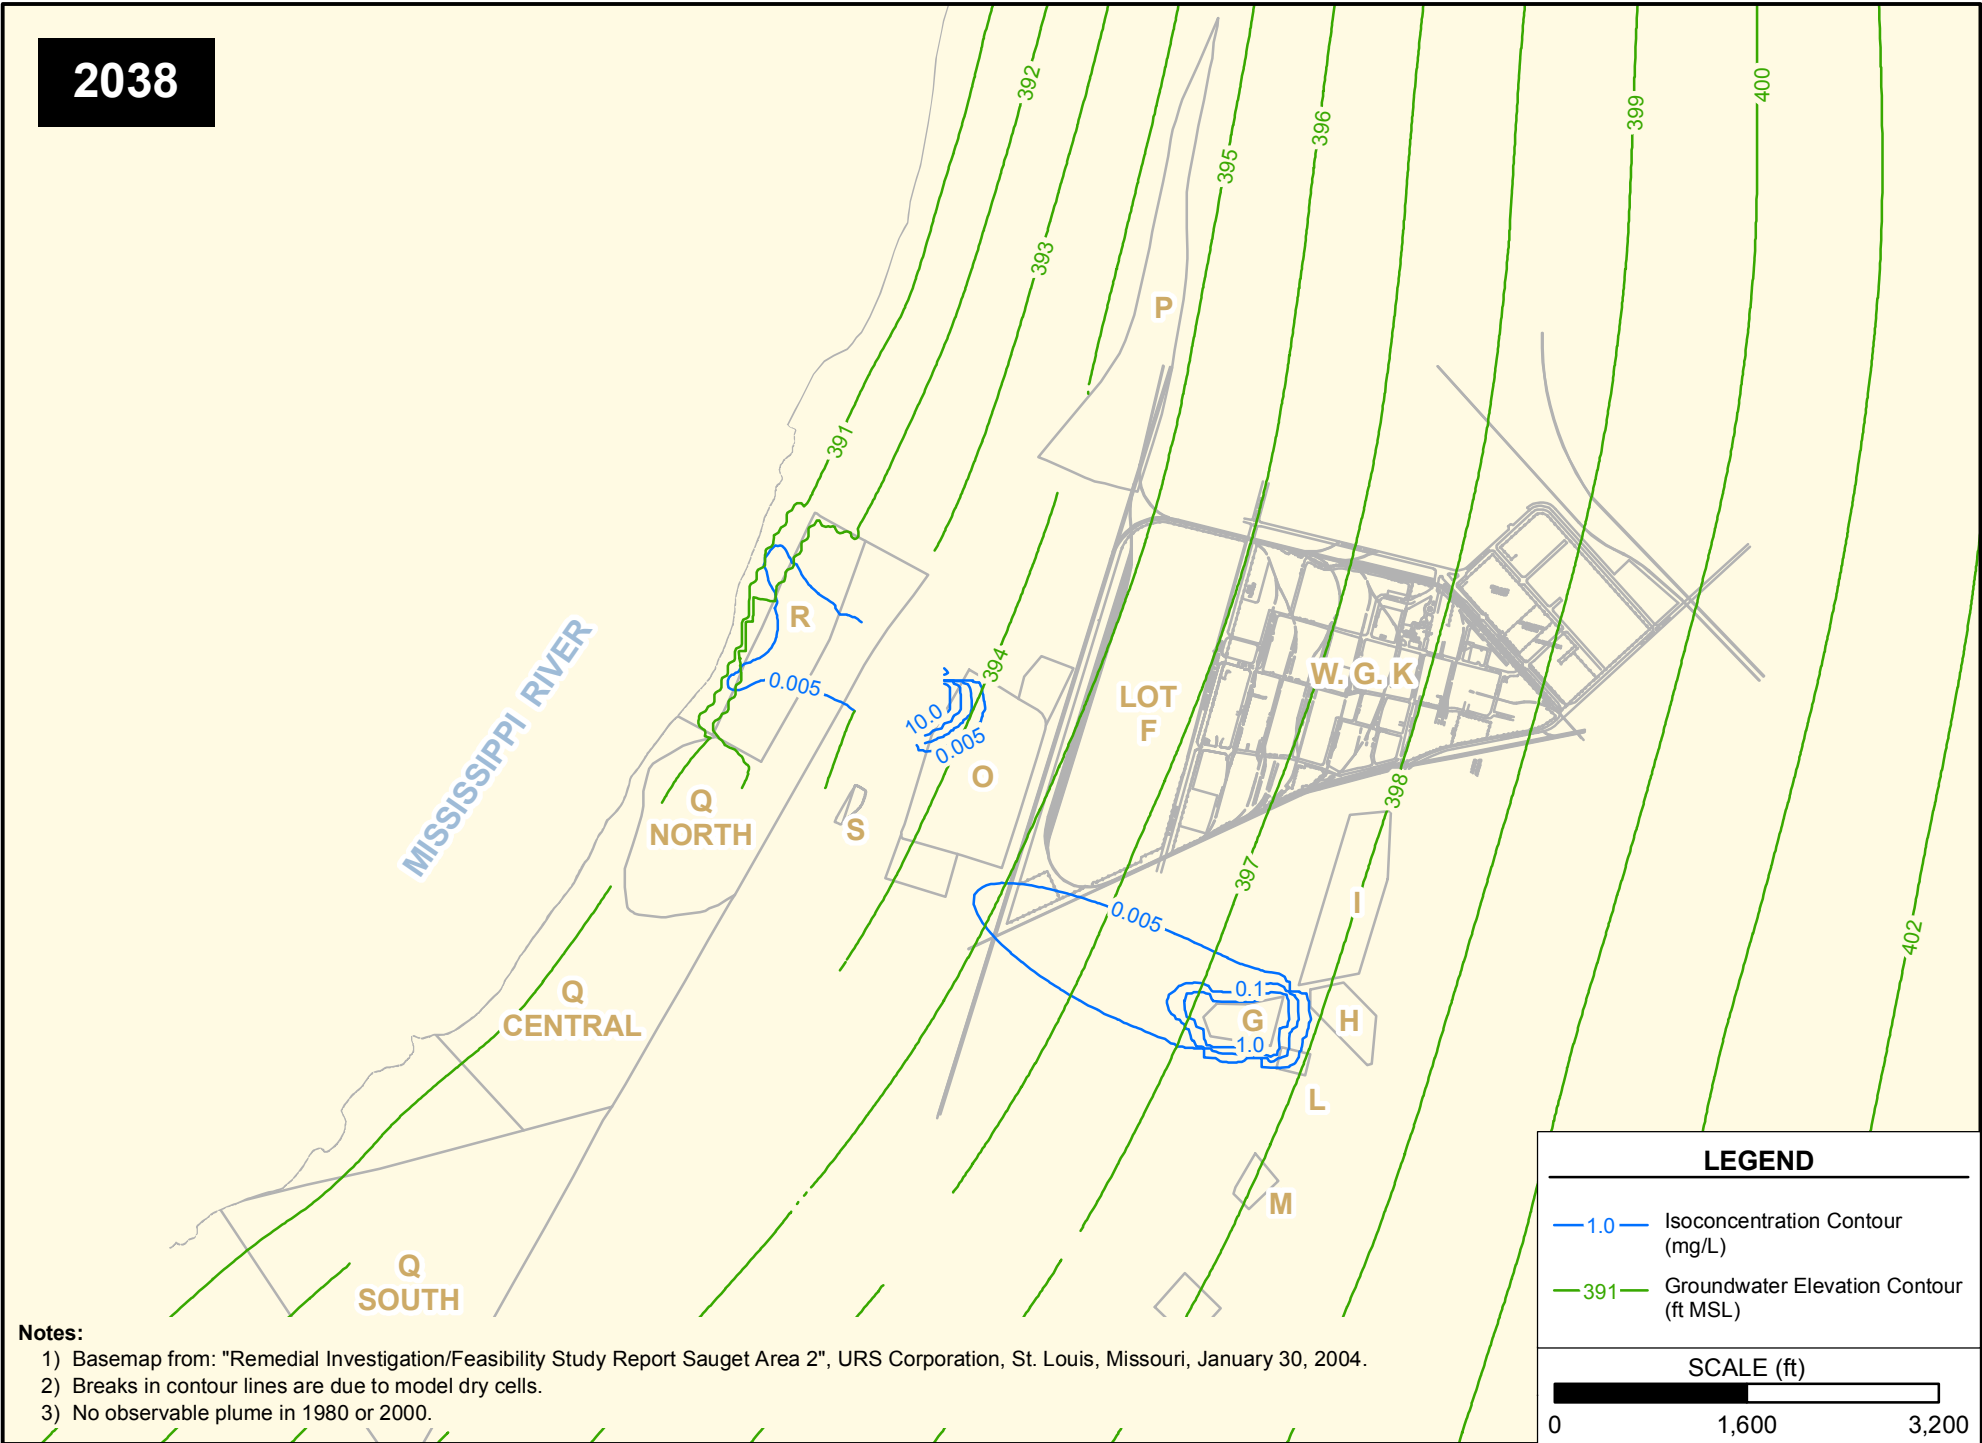 2038
392
400
399
396
395
393
P
391
MISSISSIPPI RIVER
R
0.005
394
10.0
0.005
O
LOT
F
W. G. K
398
Q
NORTH
S
397
I
0.005
402
Q
CENTRAL
0.1
G
1.0
H
L
M
Q
SOUTH
LEGEND
1.0 Isoconcentration Contour
(mg/L)
391 Groundwater Elevation Contour
(ft MSL)
SCALE (ft)
0 1,600 3,200
Notes:
1) Basemap from: "Remedial Investigation/Feasibility Study Report Sauget Area 2", URS Corporation, St. Louis, Missouri, January 30, 2004.
2) Breaks in contour lines are due to model dry cells.
3) No observable plume in 1980 or 2000.